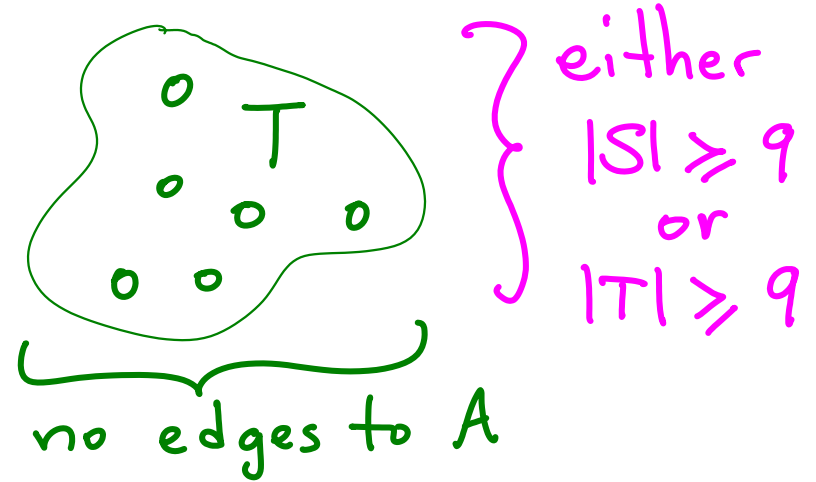 T
either
|S| ⩾ 9
or
|T| ⩾ 9
no edges to A